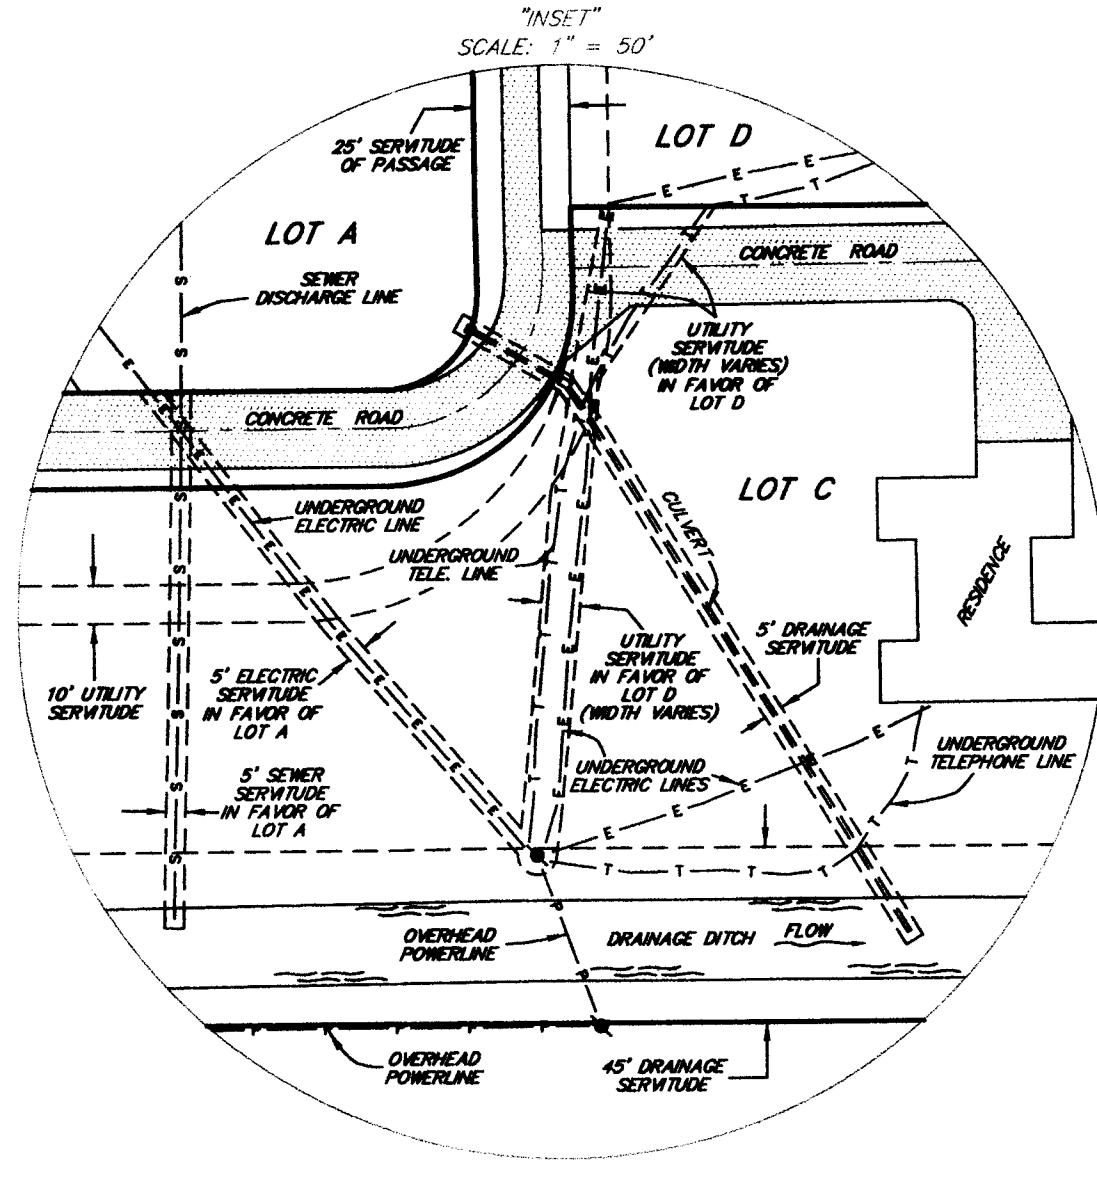 "INSET"
SCALE: 1" = 50'
LOT D
25' SERVITUDE
OF PASSAGE
E E E
T T
LOT A
SEWER
DISCHARGE LINE
CONCRETE ROAD
UTILITY
SERVITUDE
(WIDTH VARIES)
IN FAVOR OF
LOT D
CONCRETE ROAD
LOT C
CULVERT
UNDERGROUND
ELECTRIC LINE
UNDERGROUND
TELE. LINE
RESIDENCE
10' UTILITY
SERVITUDE
5' ELECTRIC
SERVITUDE
IN FAVOR OF
LOT A
UTILITY
SERVITUDE
IN FAVOR OF
LOT D
(WIDTH VARIES)
5' DRAINAGE
SERVITUDE
UNDERGROUND
TELEPHONE LINE
5' SEWER
SERVITUDE
IN FAVOR OF
LOT A
UNDERGROUND
ELECTRIC LINES
E E E E
T T T T T
OVERHEAD
POWERLINE
DRAINAGE DITCH FLOW
OVERHEAD
POWERLINE
45' DRAINAGE
SERVITUDE